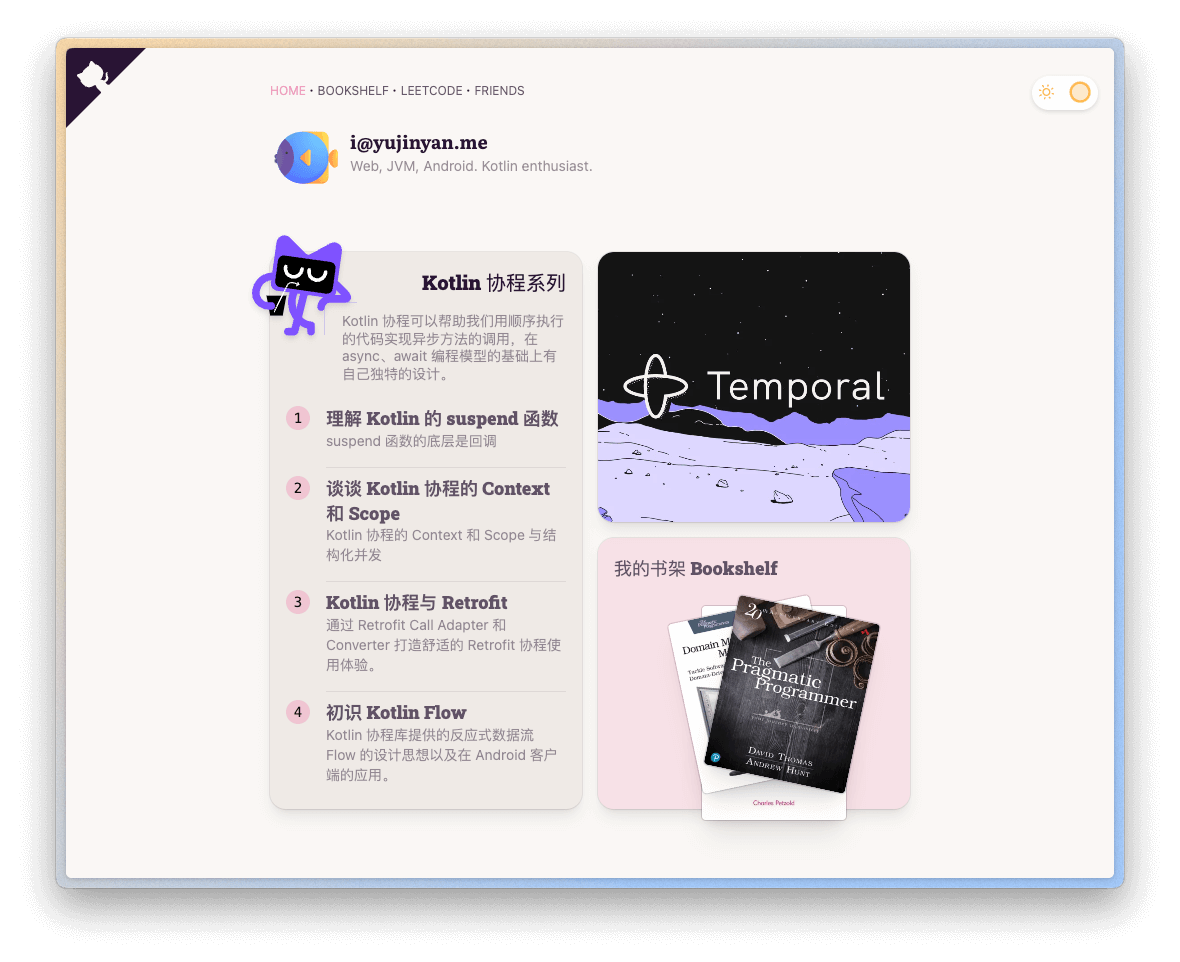 HOME • BOOKSHELF • LEETCODE • FRIENDS
i@yujinyan.me
Web, JVM, Android. Kotlin enthusiast.
Kotlin 协程系列
Kotlin 协程可以帮助我们用顺序执行
的代码实现异步方法的调用，在
async、await 编程模型的基础上有
自己独特的设计。
1
理解 Kotlin 的 suspend 函数
suspend 函数的底层是回调
2
谈谈 Kotlin 协程的 Context
和 Scope
Kotlin 协程的 Context 和 Scope 与结
构化并发
3
Kotlin 协程与 Retrofit
通过 Retrofit Call Adapter 和
Converter 打造舒适的 Retrofit 协程使
用体验。
4
初识 Kotlin Flow
Kotlin 协程库提供的反应式数据流
Flow 的设计思想以及在 Android 客户
端的应用。
Temporal
我的书架 Bookshelf
Domain M
M
20
The
Pragmatic
Programmer
your journey to mastery
David Thomas
Andrew Hunt
Charles Petzold